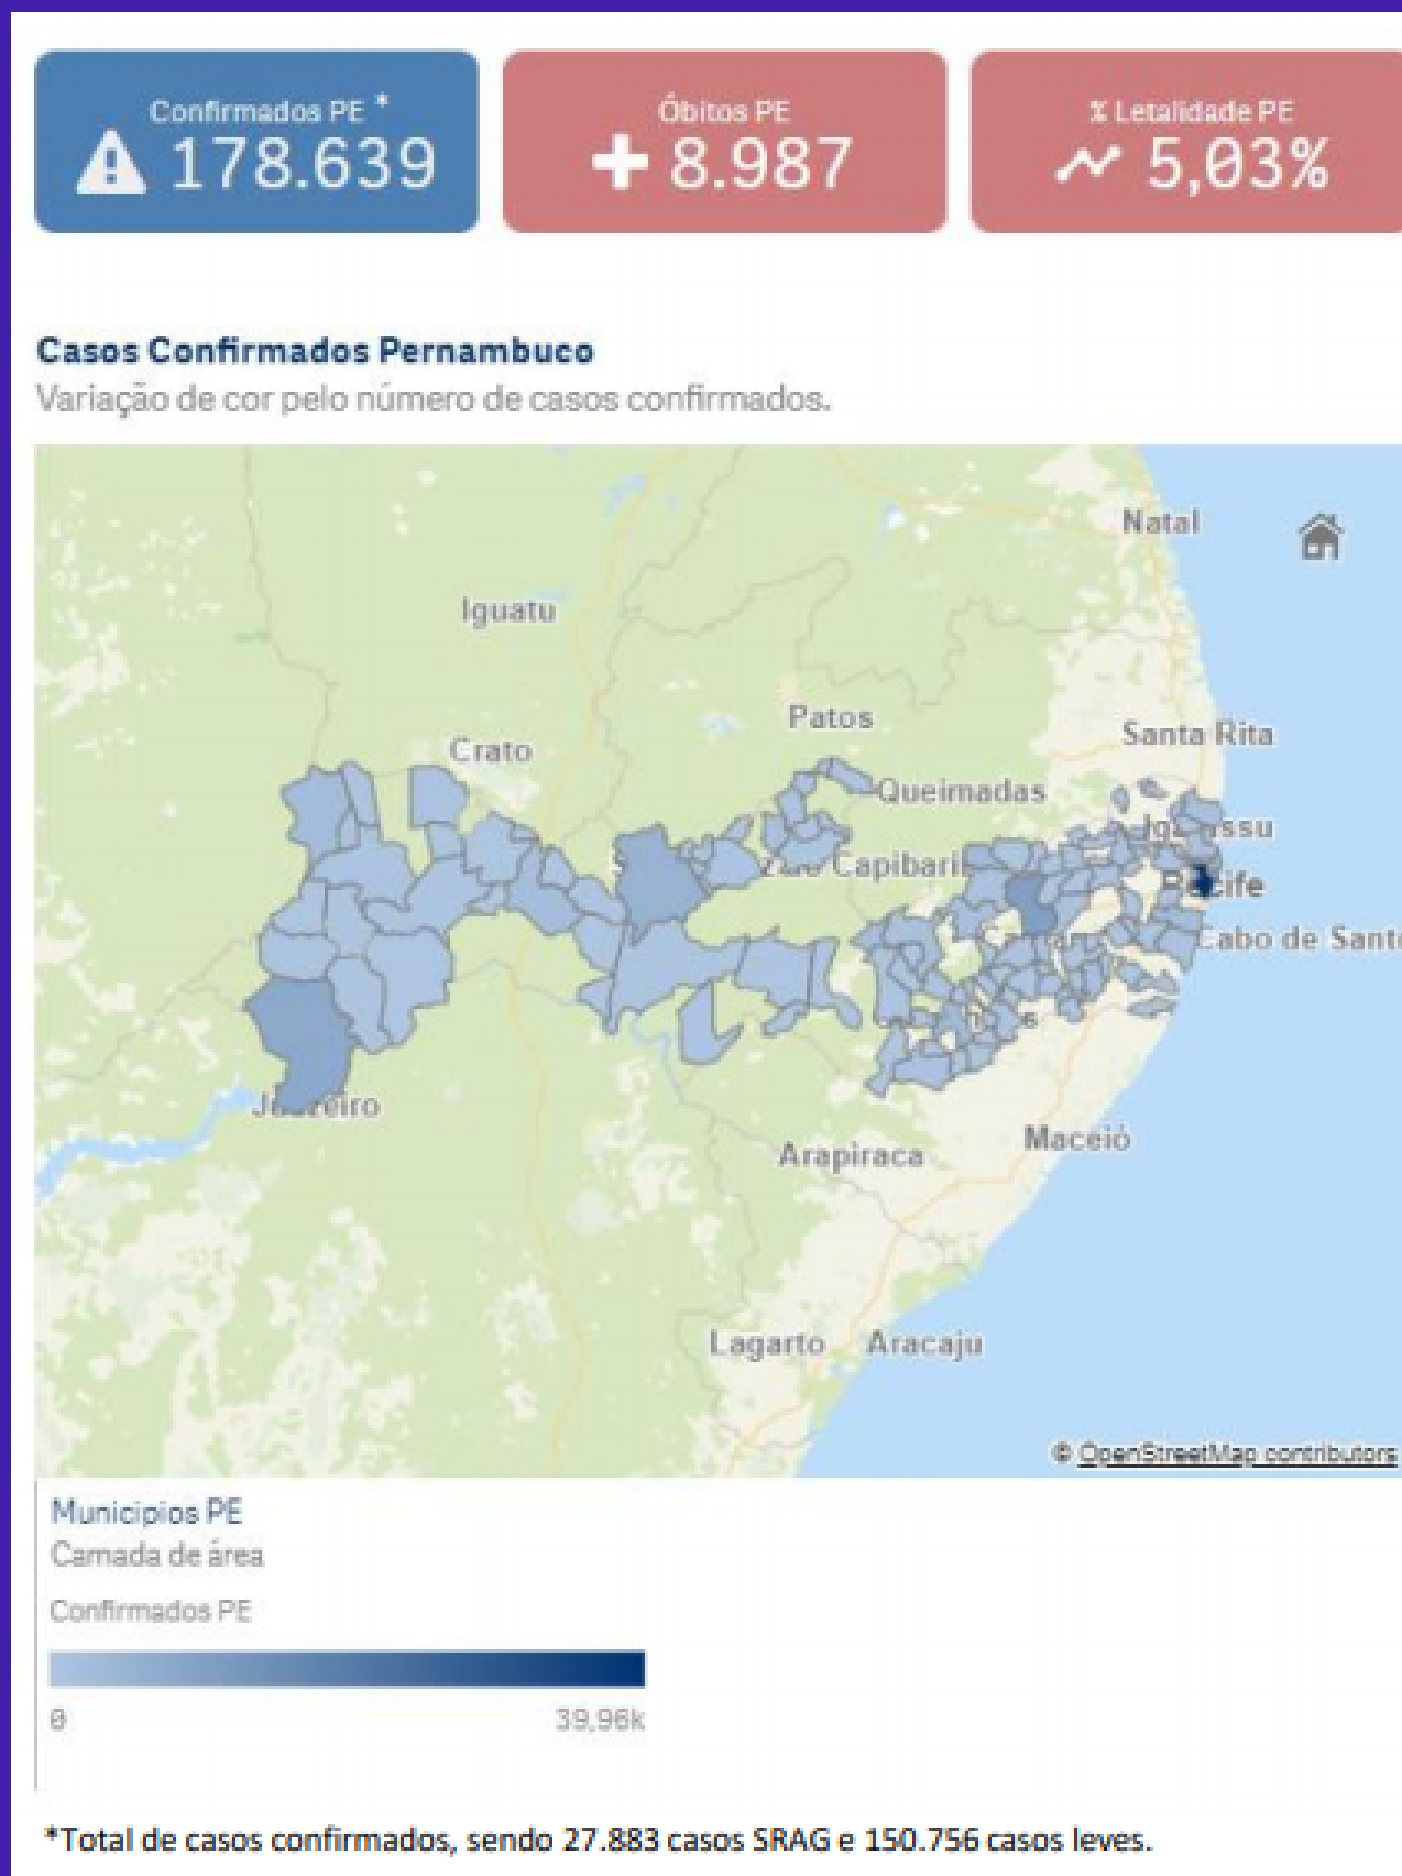 Confirmados PE *
178.639
Óbitos PE
8.987
% Letalidade PE
5,03%
Casos Confirmados Pernambuco
Variação de cor pelo número de casos confirmados.
Natal
Iguatu
Patos
Crato
Santa Rita
Queimadas
Capibarib
Recife
Cabo de Santo
Juazeiro
Maceió
Arapiraca
Lagarto
Aracaju
© OpenStreetMap contributors
Municipios PE
Camada de área
Confirmados PE
0
39,96k
*Total de casos confirmados, sendo 27.883 casos SRAG e 150.756 casos leves.